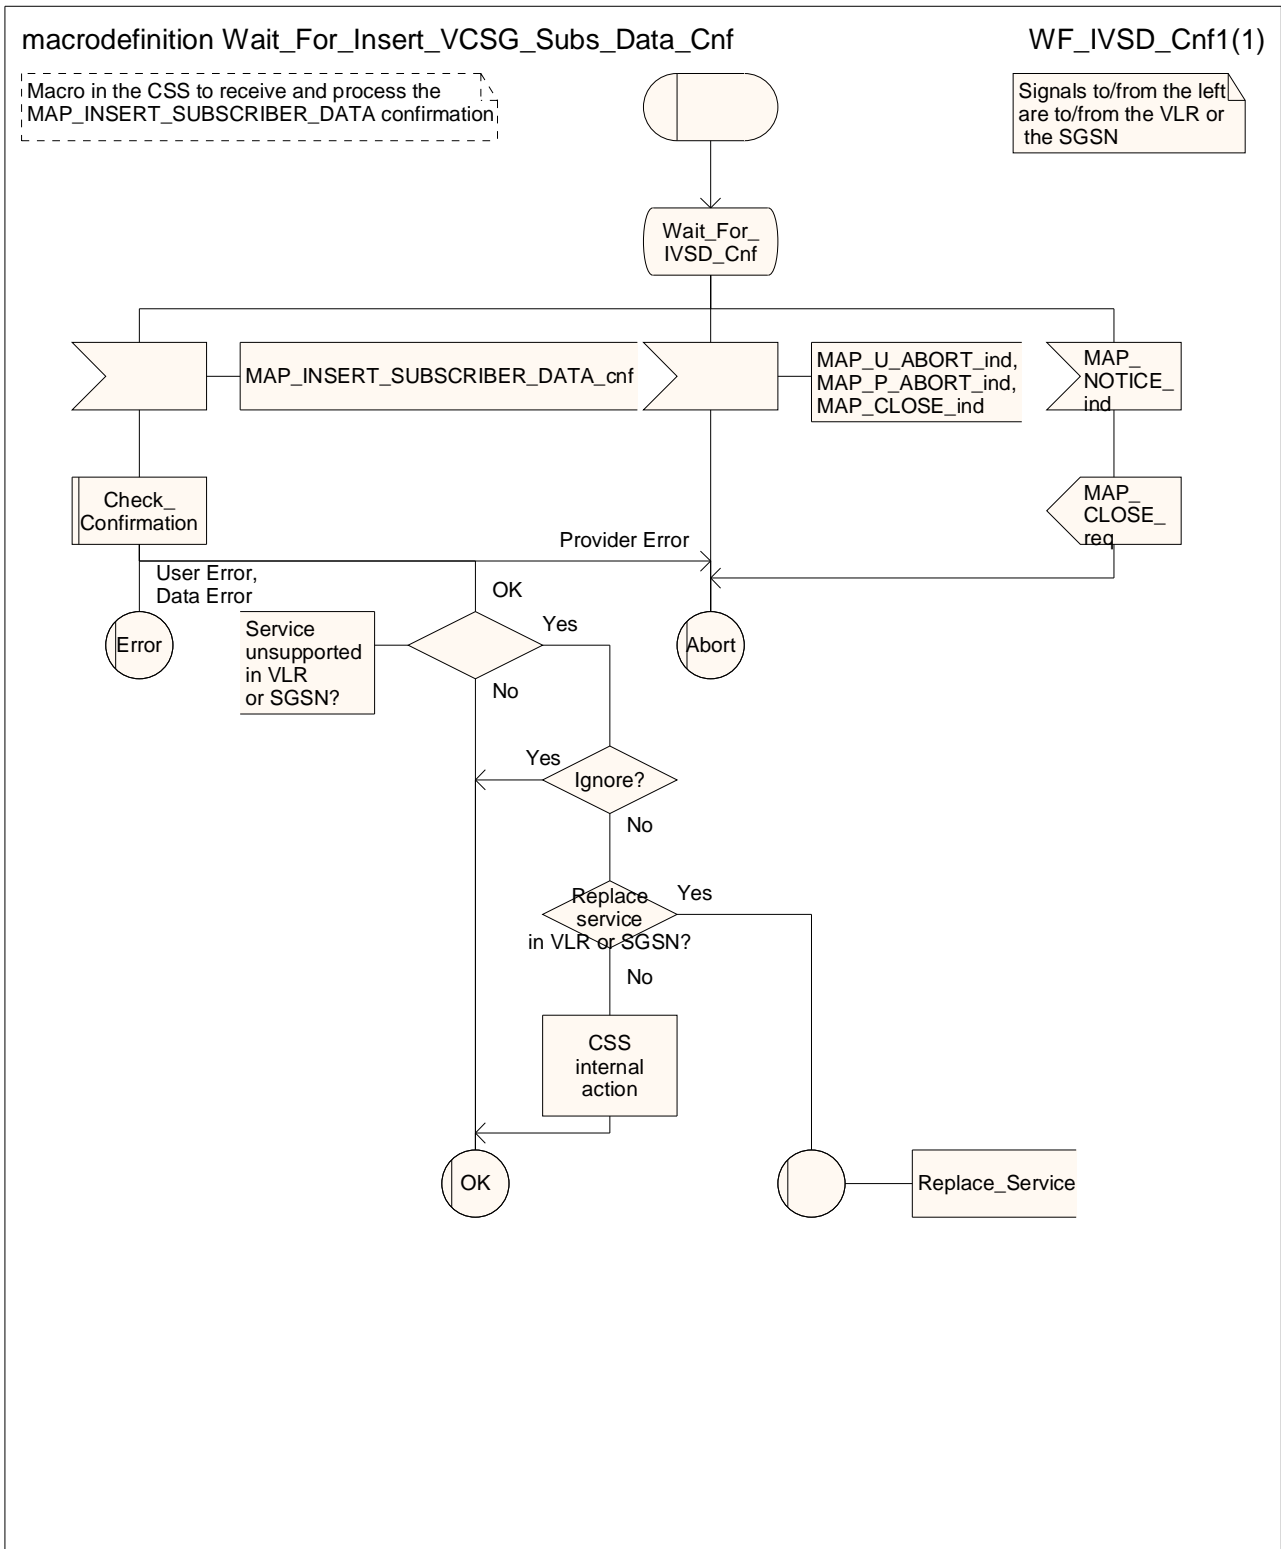 macrodefinition Wait_For_Insert_VCSG_Subs_Data_Cnf
WF_IVSD_Cnf1(1)
Macro in the CSS to receive and process the
MAP_INSERT_SUBSCRIBER_DATA confirmation
Signals to/from the left
are to/from the VLR or
the SGSN
Wait_For_
IVSD_Cnf
MAP_INSERT_SUBSCRIBER_DATA_cnf
MAP_U_ABORT_ind,
MAP_P_ABORT_ind,
MAP_CLOSE_ind
MAP_
NOTICE_
ind
Check_
Confirmation
MAP_
CLOSE_
req
Provider Error
User Error,
Data Error
OK
Error
Service
unsupported
in VLR
or SGSN?
Yes
Abort
No
Yes
Ignore?
No
Replace
service
in VLR or SGSN?
Yes
No
CSS
internal
action
OK
Replace_Service